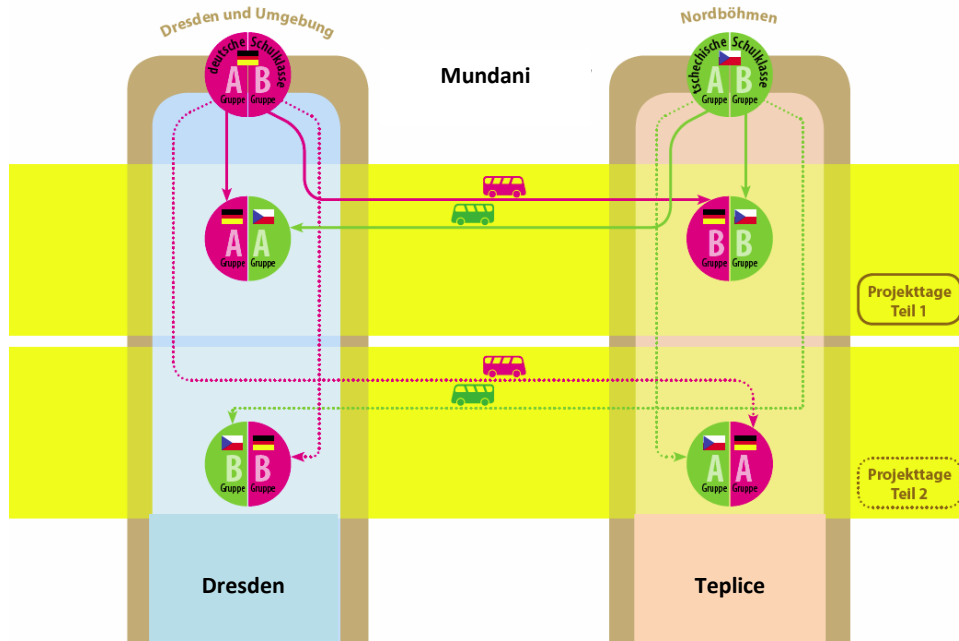 Dresden und Umgebung
Nordböhmen
deutsche Schulklasse
A B
Gruppe Gruppe
Mundani
tschechische Schulklasse
A B
Gruppe Gruppe
A A
Gruppe Gruppe
B B
Gruppe Gruppe
Projekttage
Teil 1
B B
Gruppe Gruppe
A A
Gruppe Gruppe
Projekttage
Teil 2
Dresden
Teplice